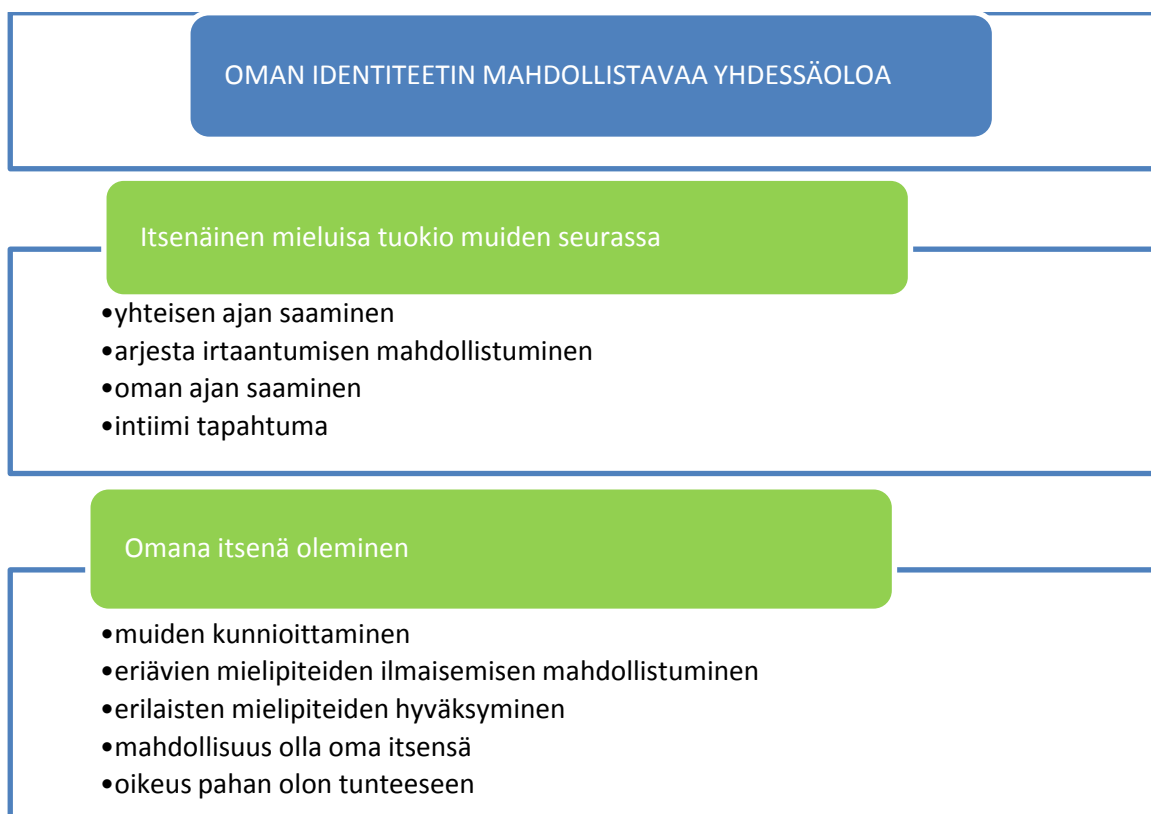 OMAN IDENTITEETIN MAHDOLLISTAVAA YHDESSÄOLOA
Itsenäinen mieluisa tuokio muiden seurassa
•yhteisen ajan saaminen
•arjesta irtaantumisen mahdollistuminen
•oman ajan saaminen
•intiimi tapahtuma
Omana itsenä oleminen
•muiden kunnioittaminen
•eriävien mielipiteiden ilmaisemisen mahdollistuminen
•erilaisten mielipiteiden hyväksyminen
•mahdollisuus olla oma itsensä
•oikeus pahan olon tunteeseen